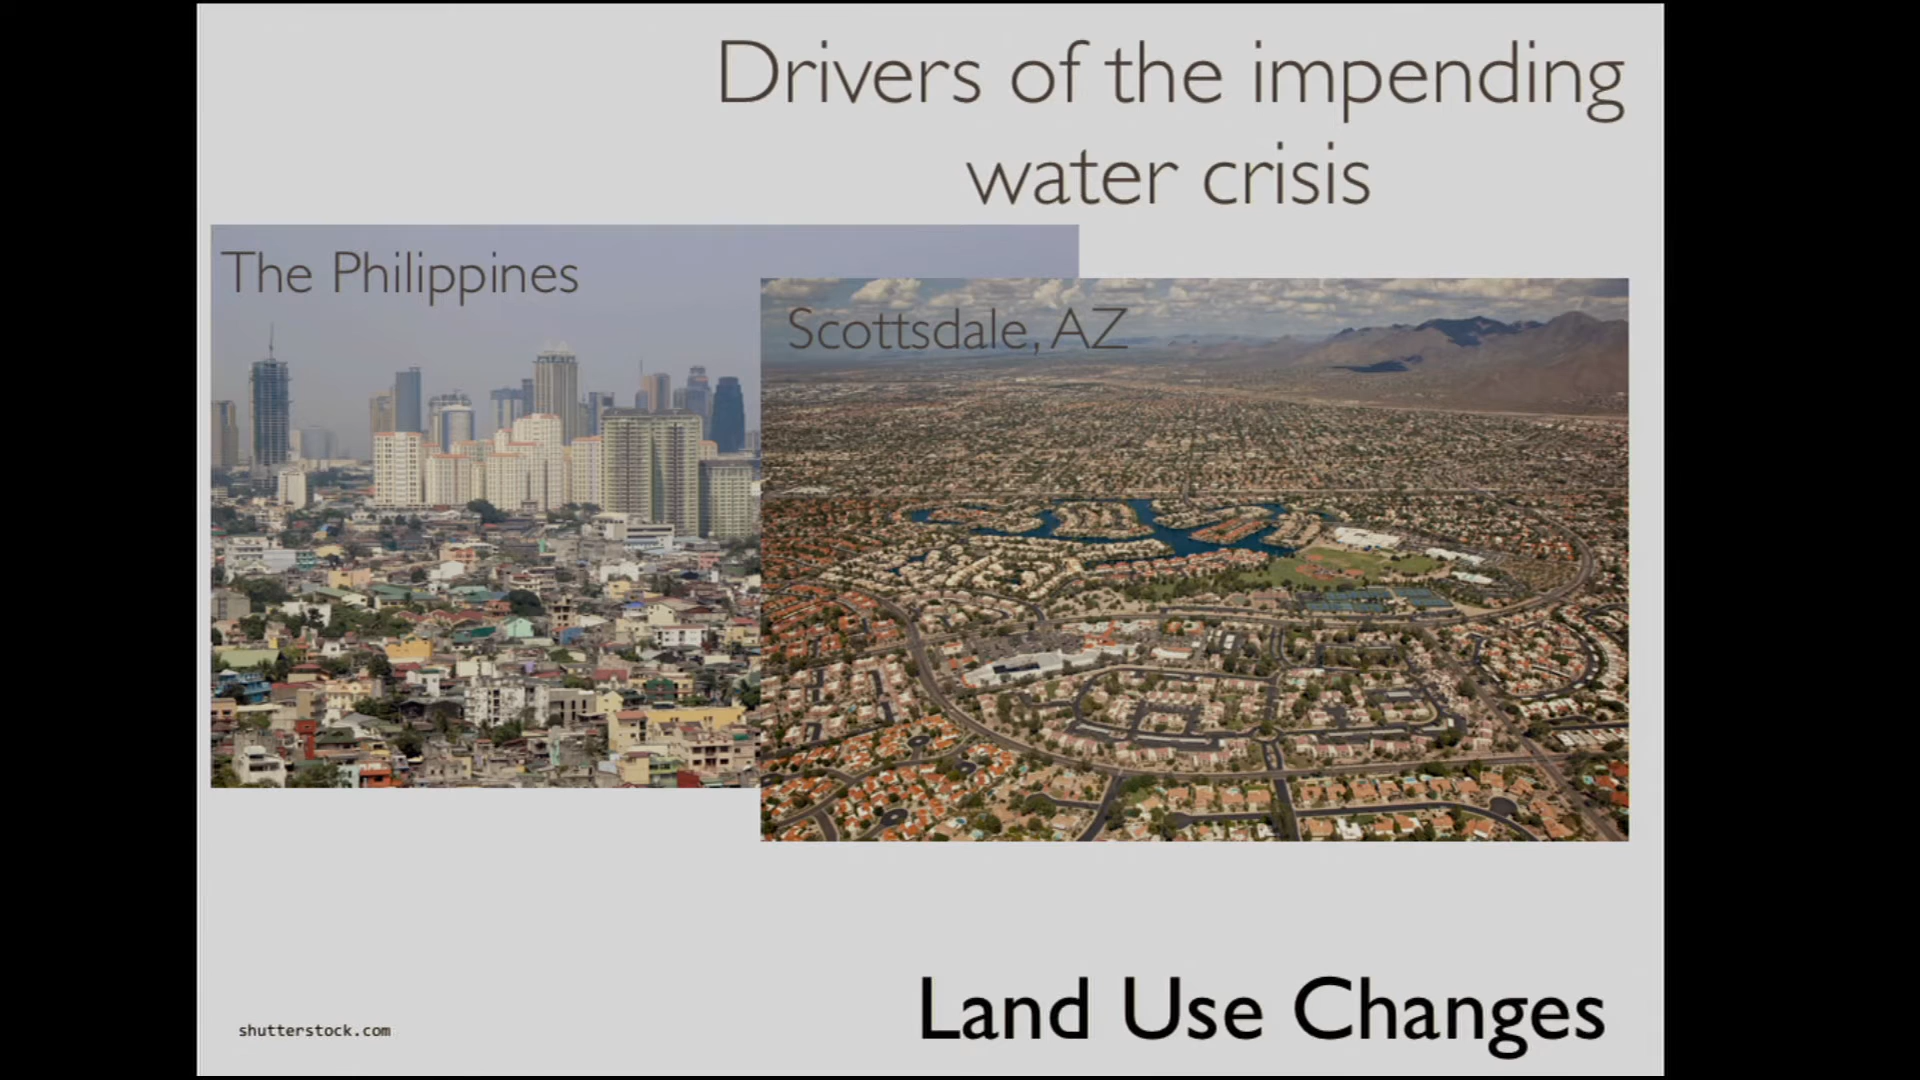 Drivers of the impending
water crisis
The Philippines
Scottsdale, AZ
Land Use Changes
shutterstock.com